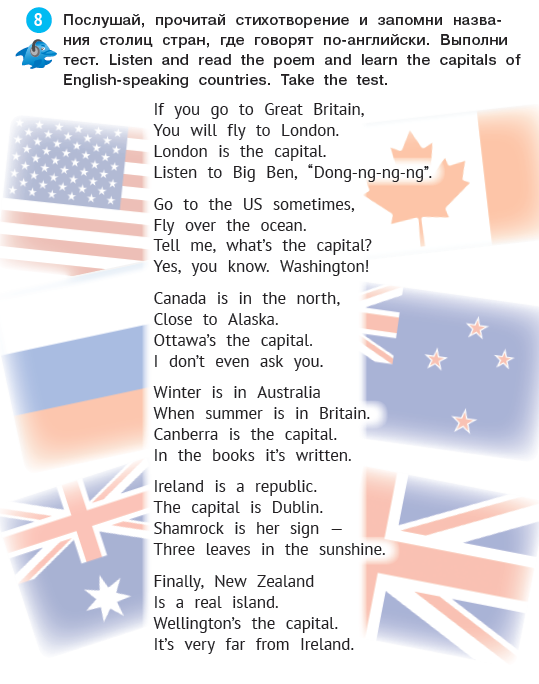 8 Послушай, прочитай стихотворение и запомни назва-
ния столиц стран, где говорят по-английски. Выполни
тест. Listen and read the poem and learn the capitals of
English-speaking countries. Take the test.
If you go to Great Britain,
You will fly to London.
London is the capital.
Listen to Big Ben, “Dong-ng-ng-ng”.
Go to the US sometimes,
Fly over the ocean.
Tell me, what’s the capital?
Yes, you know. Washington!
Canada is in the north,
Close to Alaska.
Ottawa’s the capital.
I don’t even ask you.
Winter is in Australia
When summer is in Britain.
Canberra is the capital.
In the books it’s written.
Ireland is a republic.
The capital is Dublin.
Shamrock is her sign —
Three leaves in the sunshine.
Finally, New Zealand
Is a real island.
Wellington’s the capital.
It’s very far from Ireland.